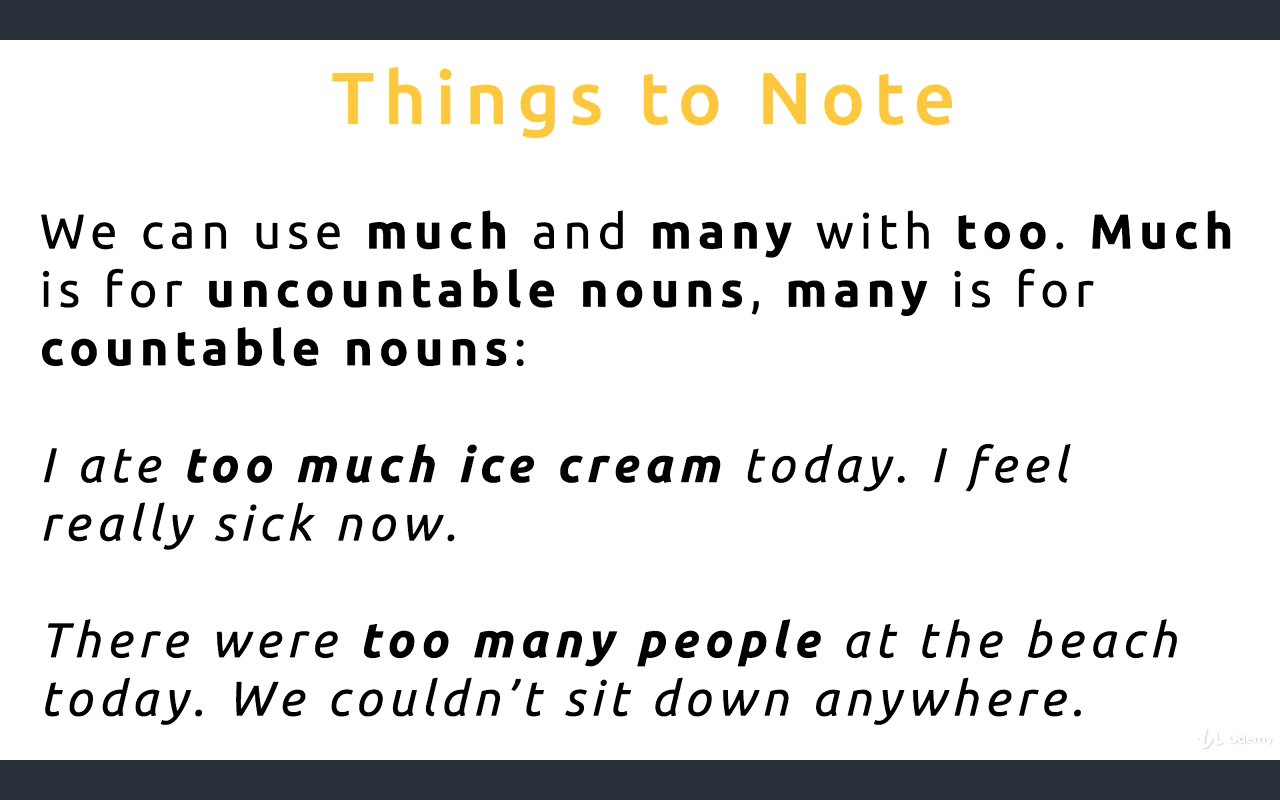 Things to Note
We can use much and many with too. Much
is for uncountable nouns, many is for
countable nouns:
I ate too much ice cream today. I feel
really sick now.
There were too many people at the beach
today. We couldn’t sit down anywhere.
Udemy